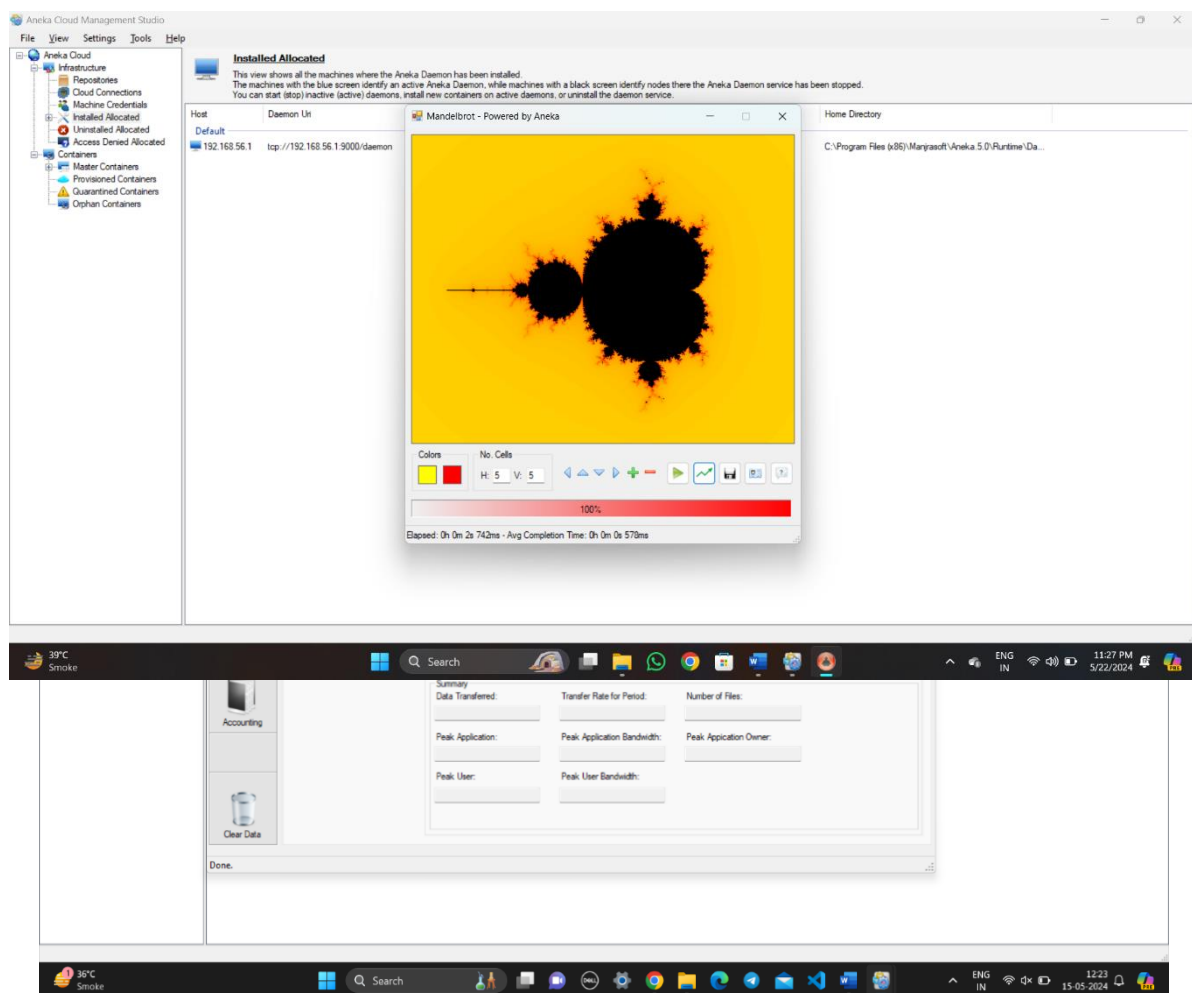 Aneka Cloud Management Studio
File View Settings Tools Help
Aneka Cloud
Infrastructure
Repositories
Cloud Connections
Machine Credentials
Installed Allocated
Uninstalled Allocated
Access Denied Allocated
Containers
Master Containers
Provisioned Containers
Quarantined Containers
Orphan Containers
Installed Allocated
This view shows all the machines where the Aneka Daemon has been installed.
The machines with the blue screen identify an active Aneka Daemon, while machines with a black screen identify nodes there the Aneka Daemon service has been stopped.
You can start (stop) inactive (active) daemons, install new containers on active daemons, or uninstall the daemon service.
Host Daemon Uri Home Directory
Default
192.168.56.1 tcp://192.168.56.1:9000/daemon C:\Program Files (x86)\Manjrasoft\Aneka.5.0\Runtime\Da...
Mandelbrot - Powered by Aneka
Colors No. Cells
H: 5 V: 5
100%
Elapsed: 0h 0m 2s 742ms - Avg Completion Time: 0h 0m 0s 578ms
39°C
Smoke
Search
ENG
IN
11:27 PM
5/22/2024
Summary
Data Transferred: Transfer Rate for Period: Number of Files:
Accounting
Peak Application: Peak Application Bandwidth: Peak Appication Owner:
Peak User: Peak User Bandwidth:
Clear Data
Done.
1
36°C
Smoke
Search
DELL
ENG
IN
12:23
15-05-2024